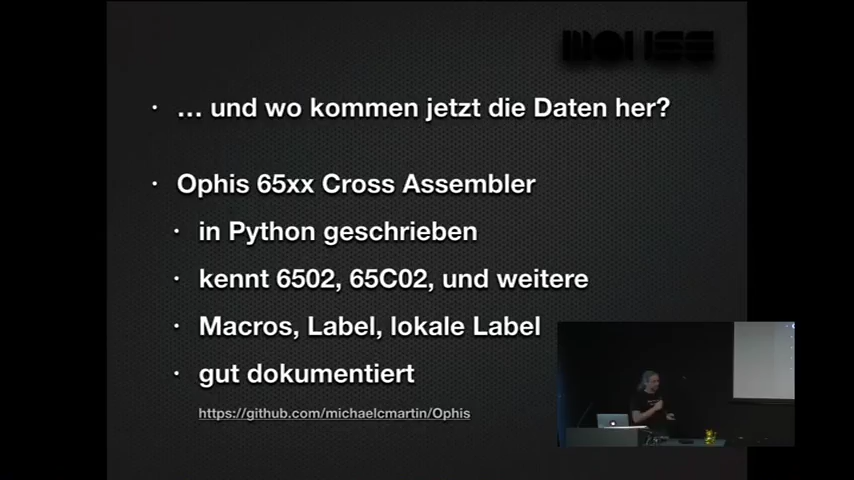 … und wo kommen jetzt die Daten her?
Ophis 65xx Cross Assembler
in Python geschrieben
kennt 6502, 65C02, und weitere
Macros, Label, lokale Label
gut dokumentiert
https://github.com/michaelcmartin/Ophis